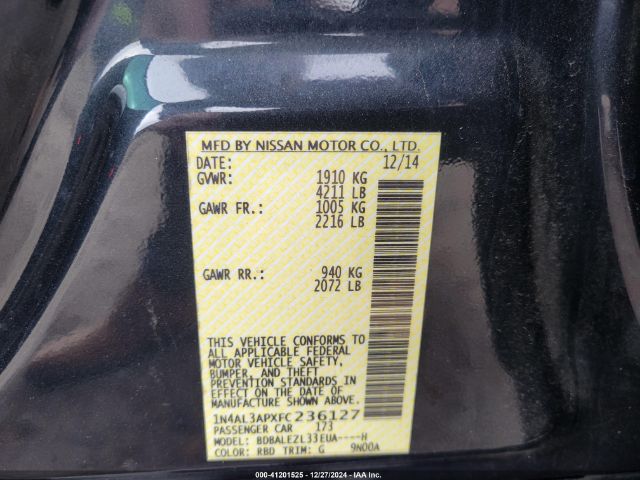 MFD BY NISSAN MOTOR CO., LTD.
DATE: 12/14
GVWR: 1910 KG
4211 LB
GAWR FR.: 1005 KG
2216 LB
GAWR RR.: 940 KG
2072 LB
THIS VEHICLE CONFORMS TO
ALL APPLICABLE FEDERAL
MOTOR VEHICLE SAFETY,
BUMPER, AND THEFT
PREVENTION STANDARDS
IN EFFECT ON THE DATE OF
MANUFACTURE SHOWN ABOVE.
1N4AL3APXFC236127
PASSENGER CAR 173
MODEL: BDBALEZL33EUA----H
COLOR: RBD TRIM: G 9N00A
000-41201525 - 12/27/2024 - IAA Inc.